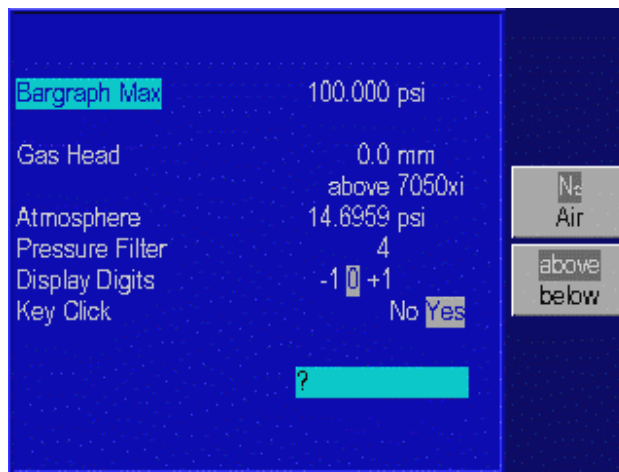 Bargraph Max 100.000 psi
Gas Head 0.0 mm
above 7050xi
Atmosphere 14.6959 psi
Pressure Filter 4
Display Digits -1 0 +1
Key Click No Yes
?
N₂
Air
above
below